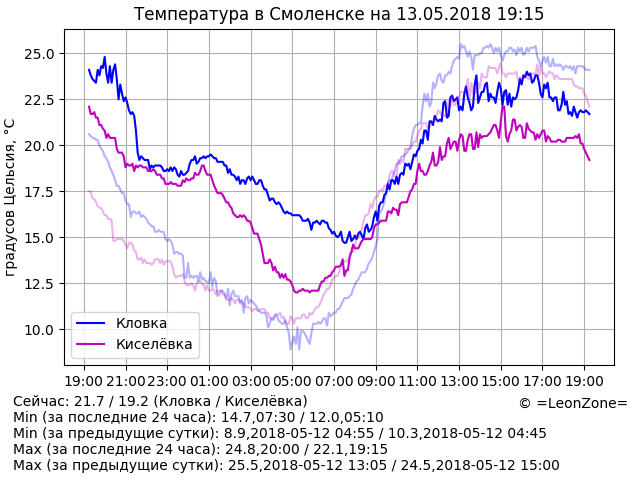 Температура в Смоленске на 13.05.2018 19:15
градусов Цельсия, °C
25.0
22.5
20.0
17.5
15.0
12.5
10.0
Кловка
Киселёвка
19:00 21:00 23:00 01:00 03:00 05:00 07:00 09:00 11:00 13:00 15:00 17:00 19:00
Сейчас: 21.7 / 19.2 (Кловка / Киселёвка)
© =LeonZone=
Min (за последние 24 часа): 14.7,07:30 / 12.0,05:10
Min (за предыдущие сутки): 8.9,2018-05-12 04:55 / 10.3,2018-05-12 04:45
Max (за последние 24 часа): 24.8,20:00 / 22.1,19:15
Max (за предыдущие сутки): 25.5,2018-05-12 13:05 / 24.5,2018-05-12 15:00